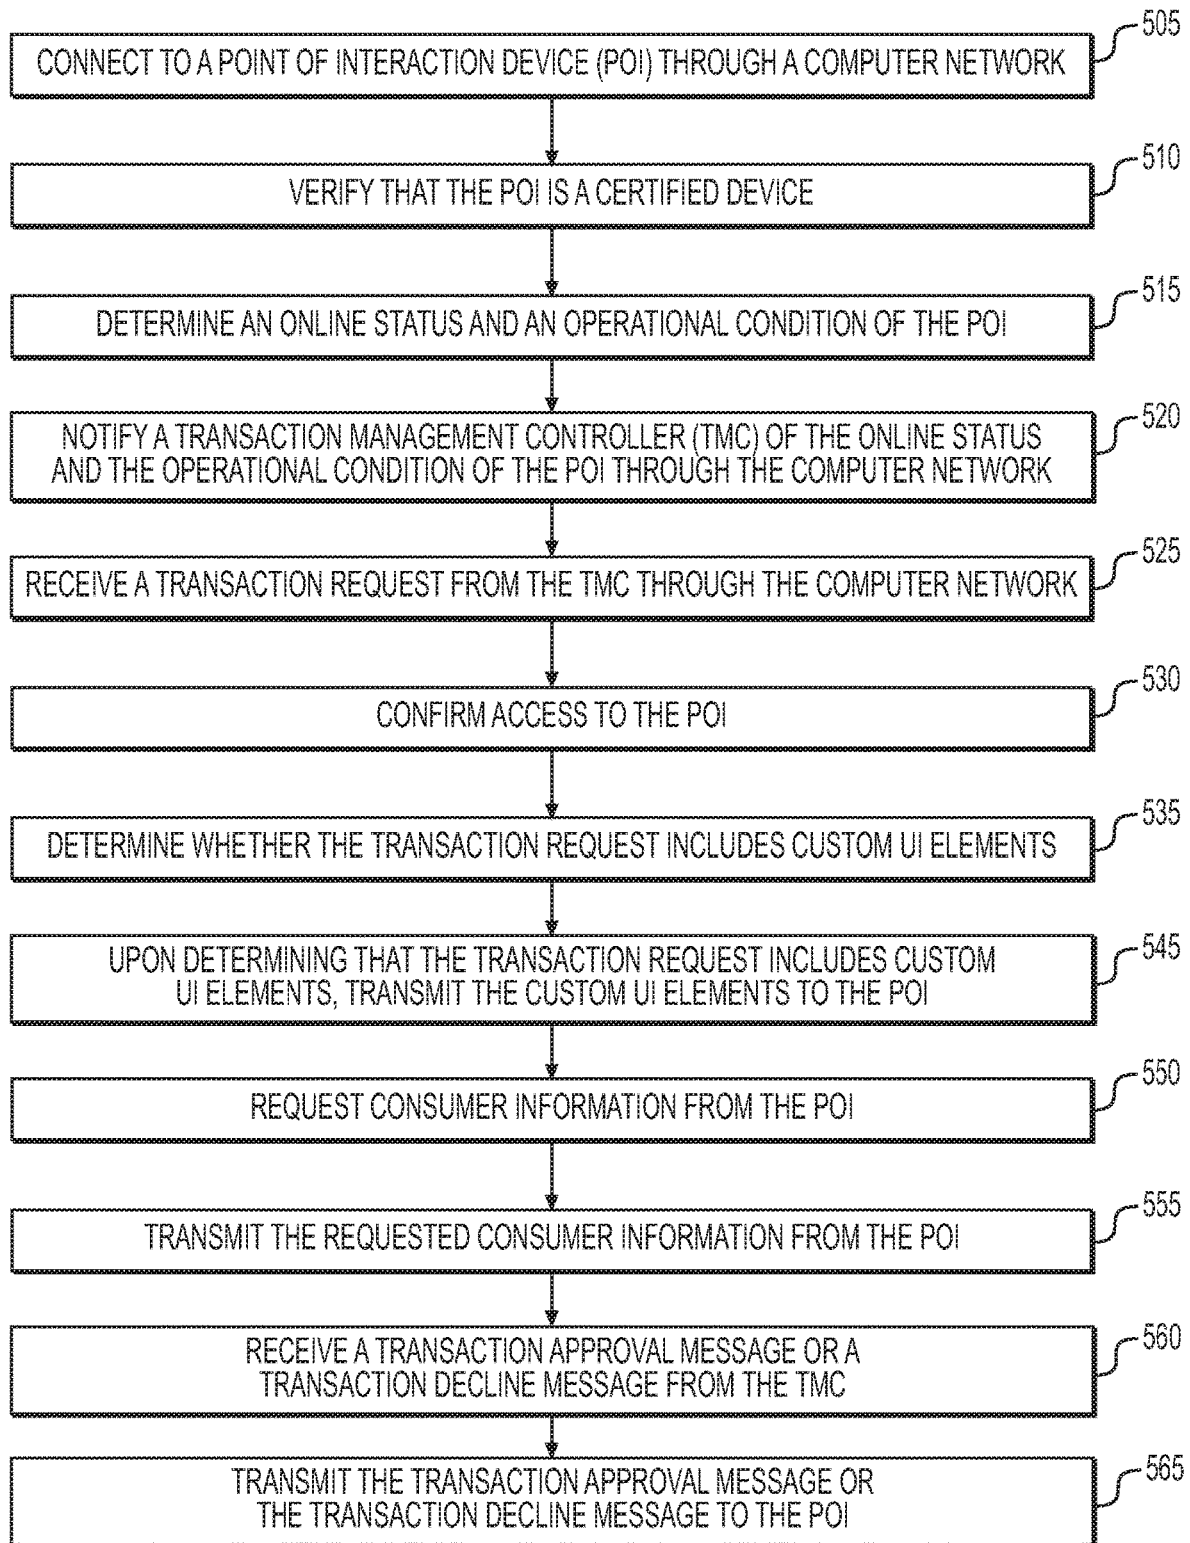 505
CONNECT TO A POINT OF INTERACTION DEVICE (POI) THROUGH A COMPUTER NETWORK
510
VERIFY THAT THE POI IS A CERTIFIED DEVICE
515
DETERMINE AN ONLINE STATUS AND AN OPERATIONAL CONDITION OF THE POI
520
NOTIFY A TRANSACTION MANAGEMENT CONTROLLER (TMC) OF THE ONLINE STATUS
AND THE OPERATIONAL CONDITION OF THE POI THROUGH THE COMPUTER NETWORK
525
RECEIVE A TRANSACTION REQUEST FROM THE TMC THROUGH THE COMPUTER NETWORK
530
CONFIRM ACCESS TO THE POI
535
DETERMINE WHETHER THE TRANSACTION REQUEST INCLUDES CUSTOM UI ELEMENTS
545
UPON DETERMINING THAT THE TRANSACTION REQUEST INCLUDES CUSTOM
UI ELEMENTS, TRANSMIT THE CUSTOM UI ELEMENTS TO THE POI
550
REQUEST CONSUMER INFORMATION FROM THE POI
555
TRANSMIT THE REQUESTED CONSUMER INFORMATION FROM THE POI
560
RECEIVE A TRANSACTION APPROVAL MESSAGE OR A
TRANSACTION DECLINE MESSAGE FROM THE TMC
565
TRANSMIT THE TRANSACTION APPROVAL MESSAGE OR
THE TRANSACTION DECLINE MESSAGE TO THE POI